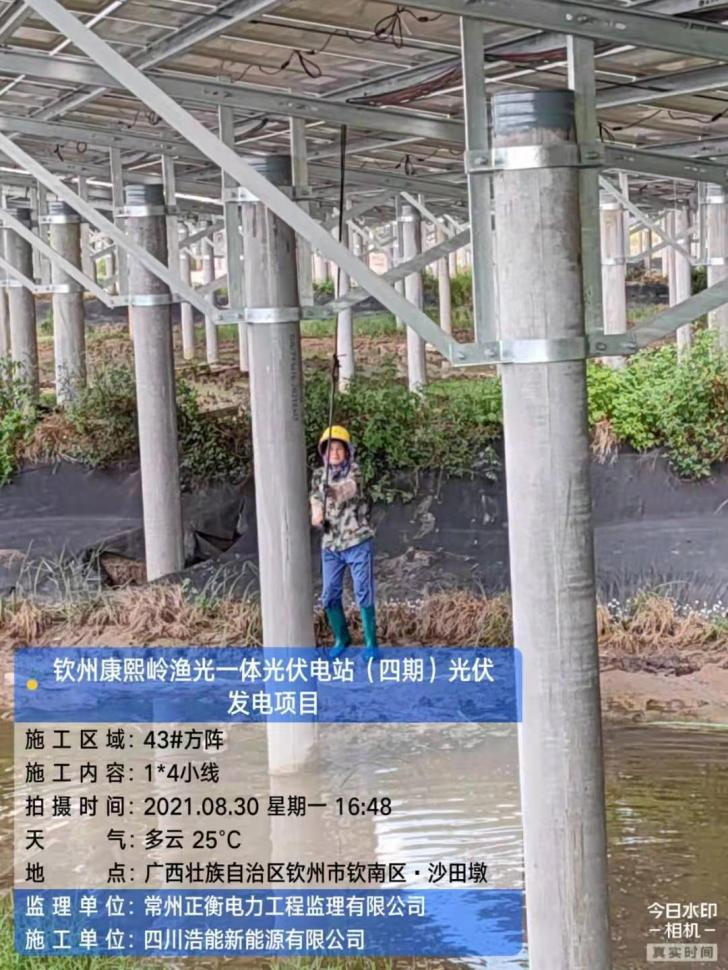 钦州康熙岭渔光一体光伏电站（四期）光伏
发电项目
施工区域：43#方阵
施工内容：1*4小线
拍摄时间：2021.08.30 星期一 16:48
天气：多云 25℃
地点：广西壮族自治区钦州市钦南区·沙田墩
监理单位：常州正衡电力工程监理有限公司
施工单位：四川浩能新能源有限公司
今日水印
-相机-
真实时间